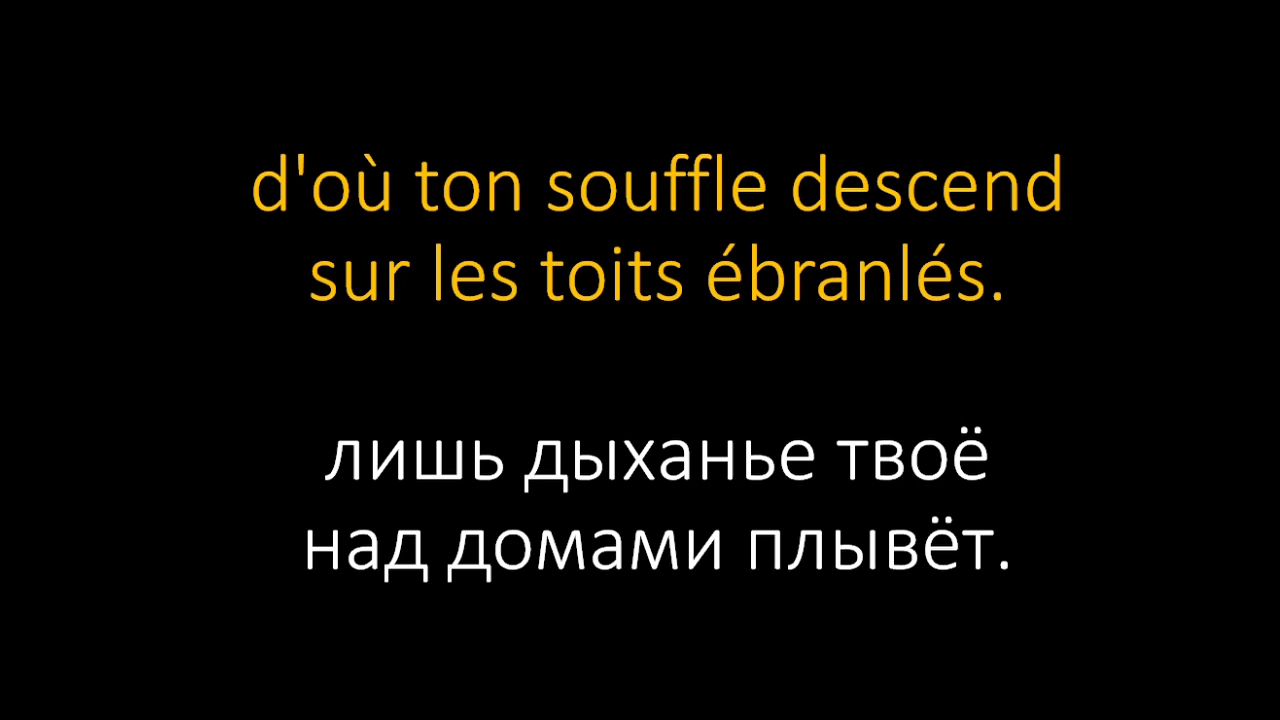 d'où ton souffle descend
sur les toits ébranlés.
лишь дыханье твоё
над домами плывёт.